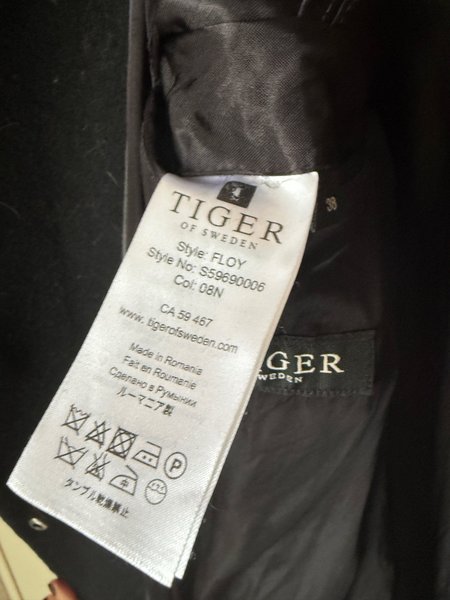 TIGER
OF SWEDEN
Style: FLOY
Style No: S59690006
Col: 08N
CA 59 467
www. tigerofsweden.com
Made in Romania
Fait en Roumanie
Сделано в Румынии
ルーマニア製
P
タンブル乾燥禁止
38
GER
WEDEN